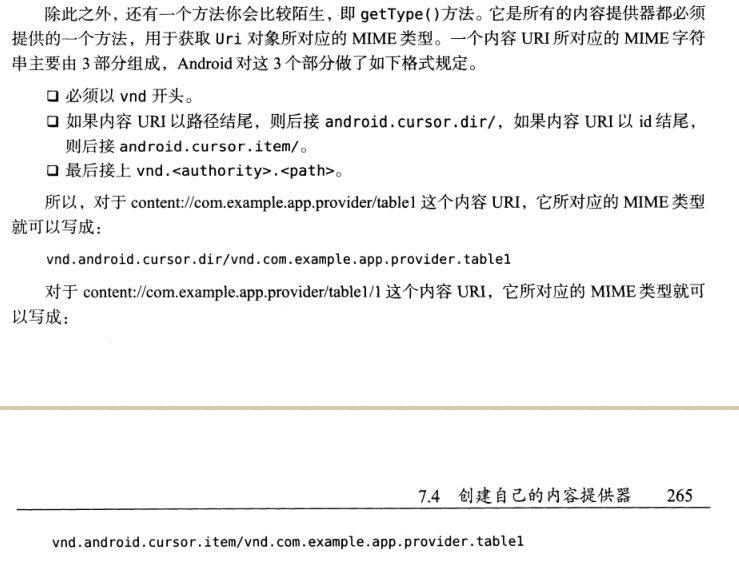 除此之外，还有一个方法你会比较陌生，即 getType()方法。它是所有的内容提供器都必须
提供的一个方法，用于获取 Uri 对象所对应的 MIME 类型。一个内容 URI 所对应的 MIME 字符
串主要由 3 部分组成，Android 对这 3 个部分做了如下格式规定。
❑ 必须以 vnd 开头。
❑ 如果内容 URI 以路径结尾，则后接 android.cursor.dir/，如果内容 URI 以 id 结尾，
则后接 android.cursor.item/。
❑ 最后接上 vnd.<authority>.<path>。
所以，对于 content://com.example.app.provider/table1 这个内容 URI，它所对应的 MIME 类型
就可以写成：
vnd.android.cursor.dir/vnd.com.example.app.provider.table1
对于 content://com.example.app.provider/table1/1 这个内容 URI，它所对应的 MIME 类型就可
以写成：
7.4 创建自己的内容提供器 265
vnd.android.cursor.item/vnd.com.example.app.provider.table1